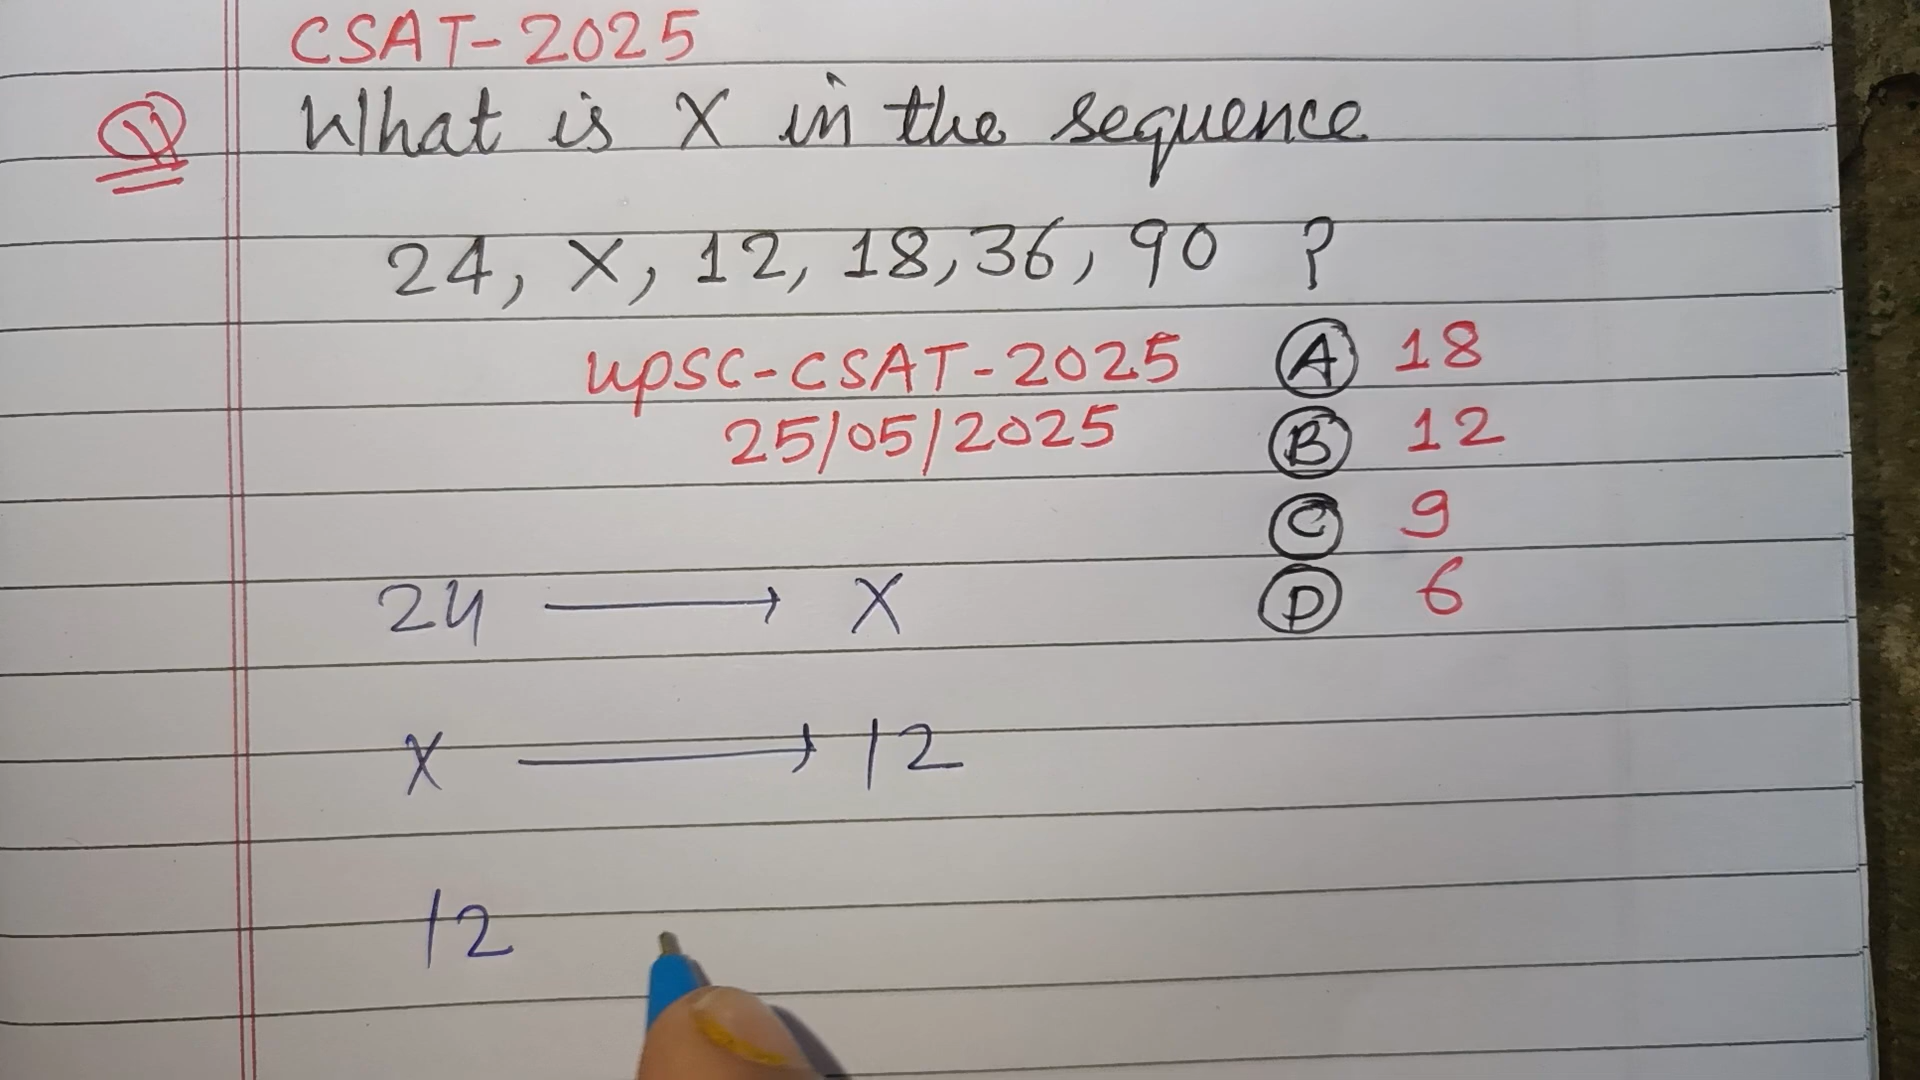 CSAT-2025
Q What is X in the sequence
24, X, 12, 18, 36, 90 ?
UPSC-CSAT-2025 A 18
25/05/2025 B 12
C 9
24 → X D 6
X → 12
12